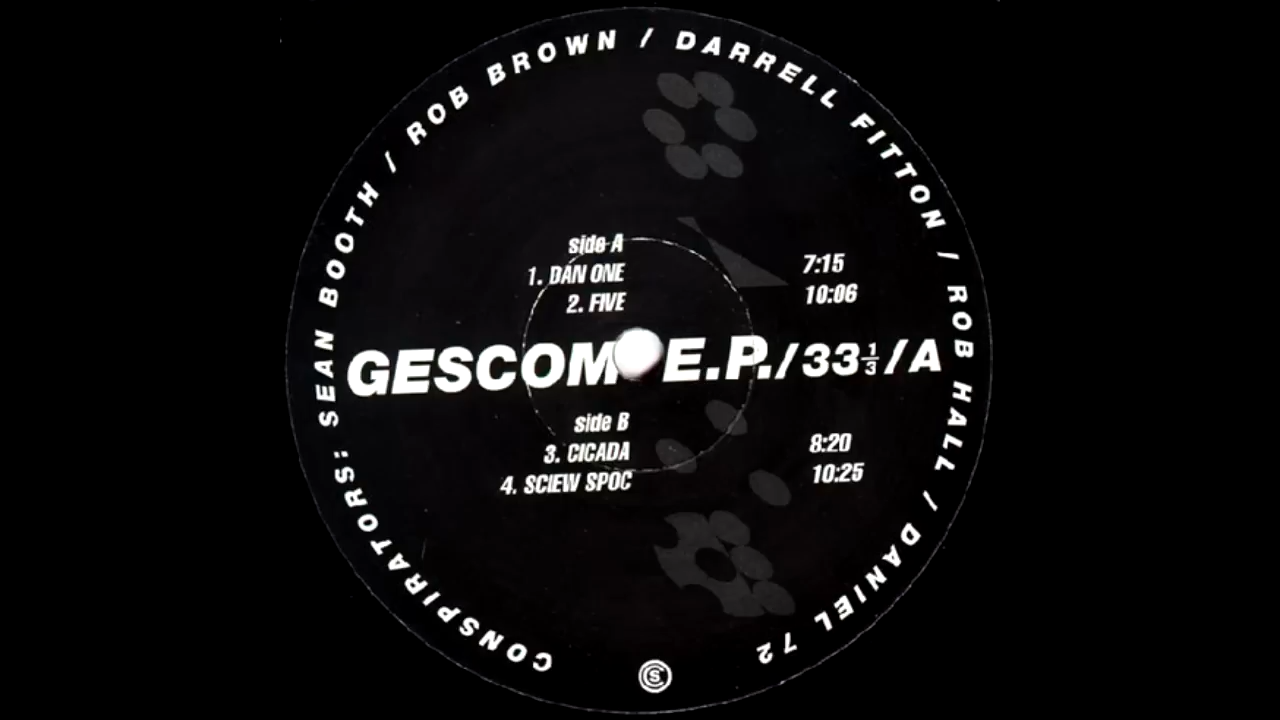 CONSPIRATORS: SEAN BOOTH / ROB BROWN / DARRELL FITTON / ROB HALL / DANIEL 72
side A
1. DAN ONE 7:15
2. FIVE 10:06
GESCOM E.P./33⅓/A
side B
3. CICADA 8:20
4. SCIEW SPOC 10:25